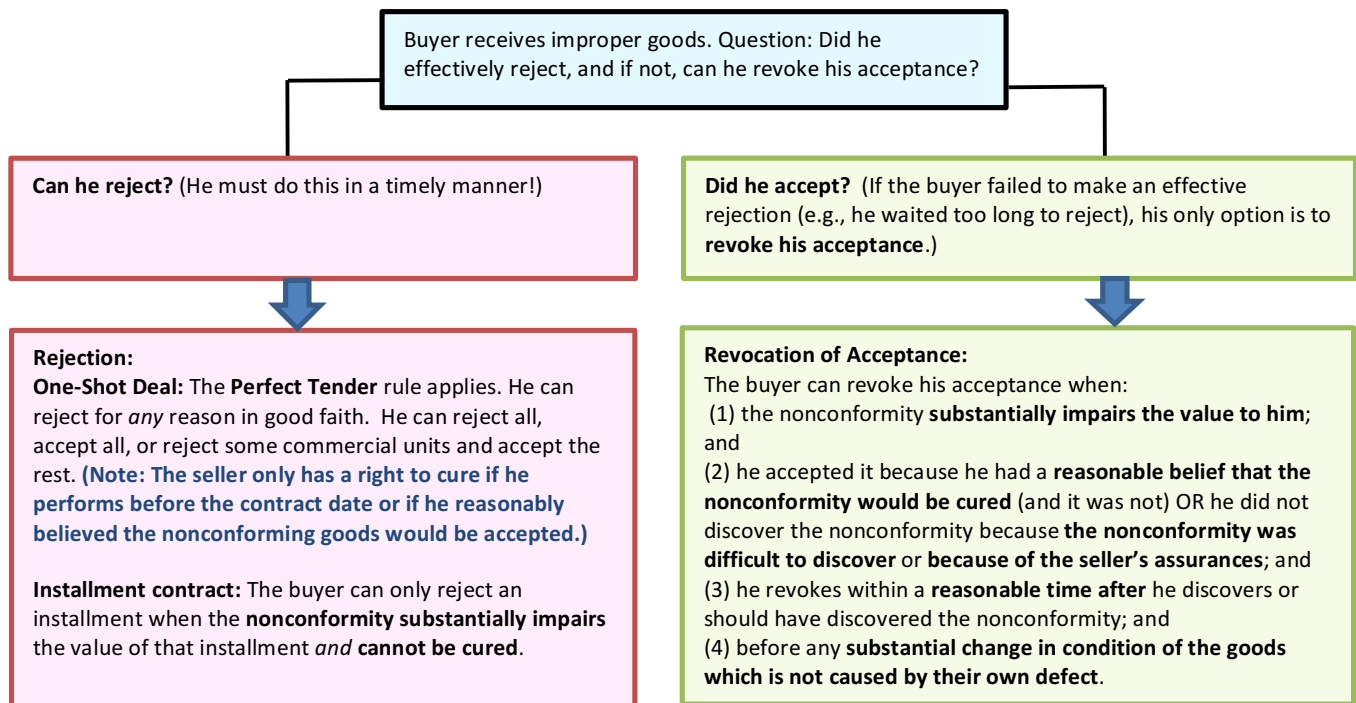 Buyer receives improper goods. Question: Did he
effectively reject, and if not, can he revoke his acceptance?
Can he reject? (He must do this in a timely manner!)
Did he accept? (If the buyer failed to make an effective
rejection (e.g., he waited too long to reject), his only option is to
revoke his acceptance.)
Rejection:
One-Shot Deal: The Perfect Tender rule applies. He can
reject for any reason in good faith. He can reject all,
accept all, or reject some commercial units and accept the
rest. (Note: The seller only has a right to cure if he
performs before the contract date or if he reasonably
believed the nonconforming goods would be accepted.)
Installment contract: The buyer can only reject an
installment when the nonconformity substantially impairs
the value of that installment and cannot be cured.
Revocation of Acceptance:
The buyer can revoke his acceptance when:
(1) the nonconformity substantially impairs the value to him;
and
(2) he accepted it because he had a reasonable belief that the
nonconformity would be cured (and it was not) OR he did not
discover the nonconformity because the nonconformity was
difficult to discover or because of the seller's assurances; and
(3) he revokes within a reasonable time after he discovers or
should have discovered the nonconformity; and
(4) before any substantial change in condition of the goods
which is not caused by their own defect.